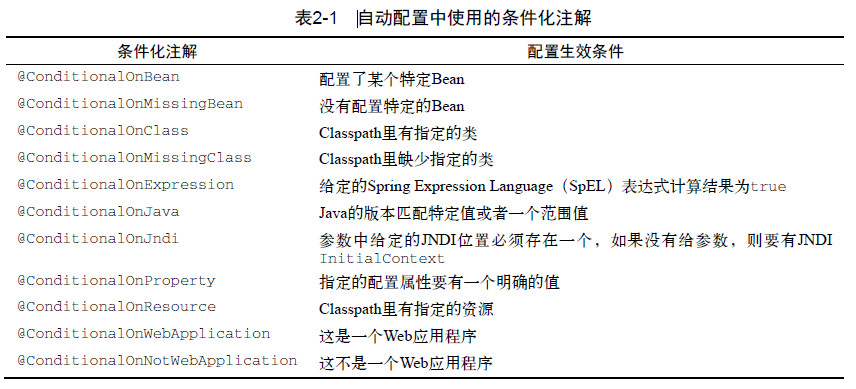 表2-1 自动配置中使用的条件化注解
条件化注解 配置生效条件
@ConditionalOnBean 配置了某个特定Bean
@ConditionalOnMissingBean 没有配置特定的Bean
@ConditionalOnClass Classpath里有指定的类
@ConditionalOnMissingClass Classpath里缺少指定的类
@ConditionalOnExpression 给定的Spring Expression Language（SpEL）表达式计算结果为true
@ConditionalOnJava Java的版本匹配特定值或者一个范围值
@ConditionalOnJndi 参数中给定的JNDI位置必须存在一个，如果没有给参数，则要有JNDI
InitialContext
@ConditionalOnProperty 指定的配置属性要有一个明确的值
@ConditionalOnResource Classpath里有指定的资源
@ConditionalOnWebApplication 这是一个Web应用程序
@ConditionalOnNotWebApplication 这不是一个Web应用程序